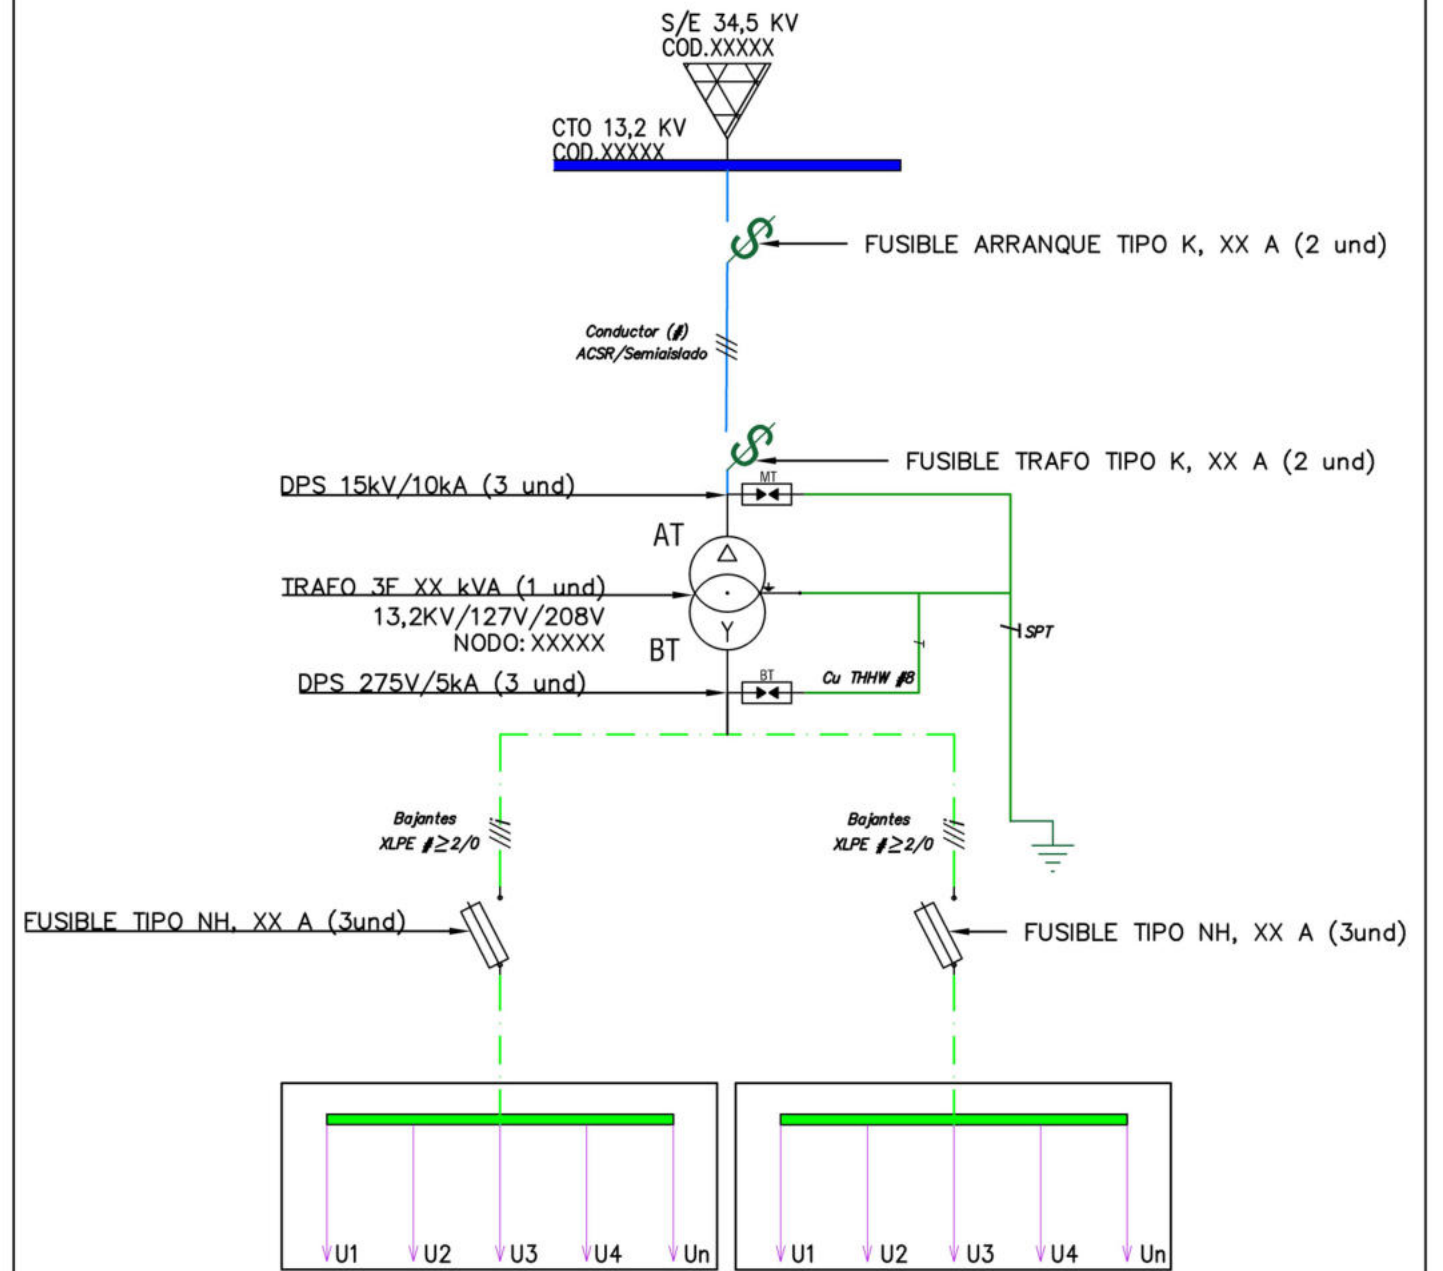 S/E 34,5 KV
COD.XXXXX
CTO 13,2 KV
COD.XXXXX
FUSIBLE ARRANQUE TIPO K, XX A (2 und)
Conductor (#)
ACSR/Semiaislado
FUSIBLE TRAFO TIPO K, XX A (2 und)
DPS 15kV/10kA (3 und)
MT
AT
TRAFO 3F XX kVA (1 und)
13,2KV/127V/208V
NODO: XXXXX
Y
BT
SPT
DPS 275V/5kA (3 und)
BT
Cu THHW #8
Bajantes
XLPE #≥2/0
Bajantes
XLPE #≥2/0
FUSIBLE TIPO NH, XX A (3und)
FUSIBLE TIPO NH, XX A (3und)
U1 U2 U3 U4 Un
U1 U2 U3 U4 Un